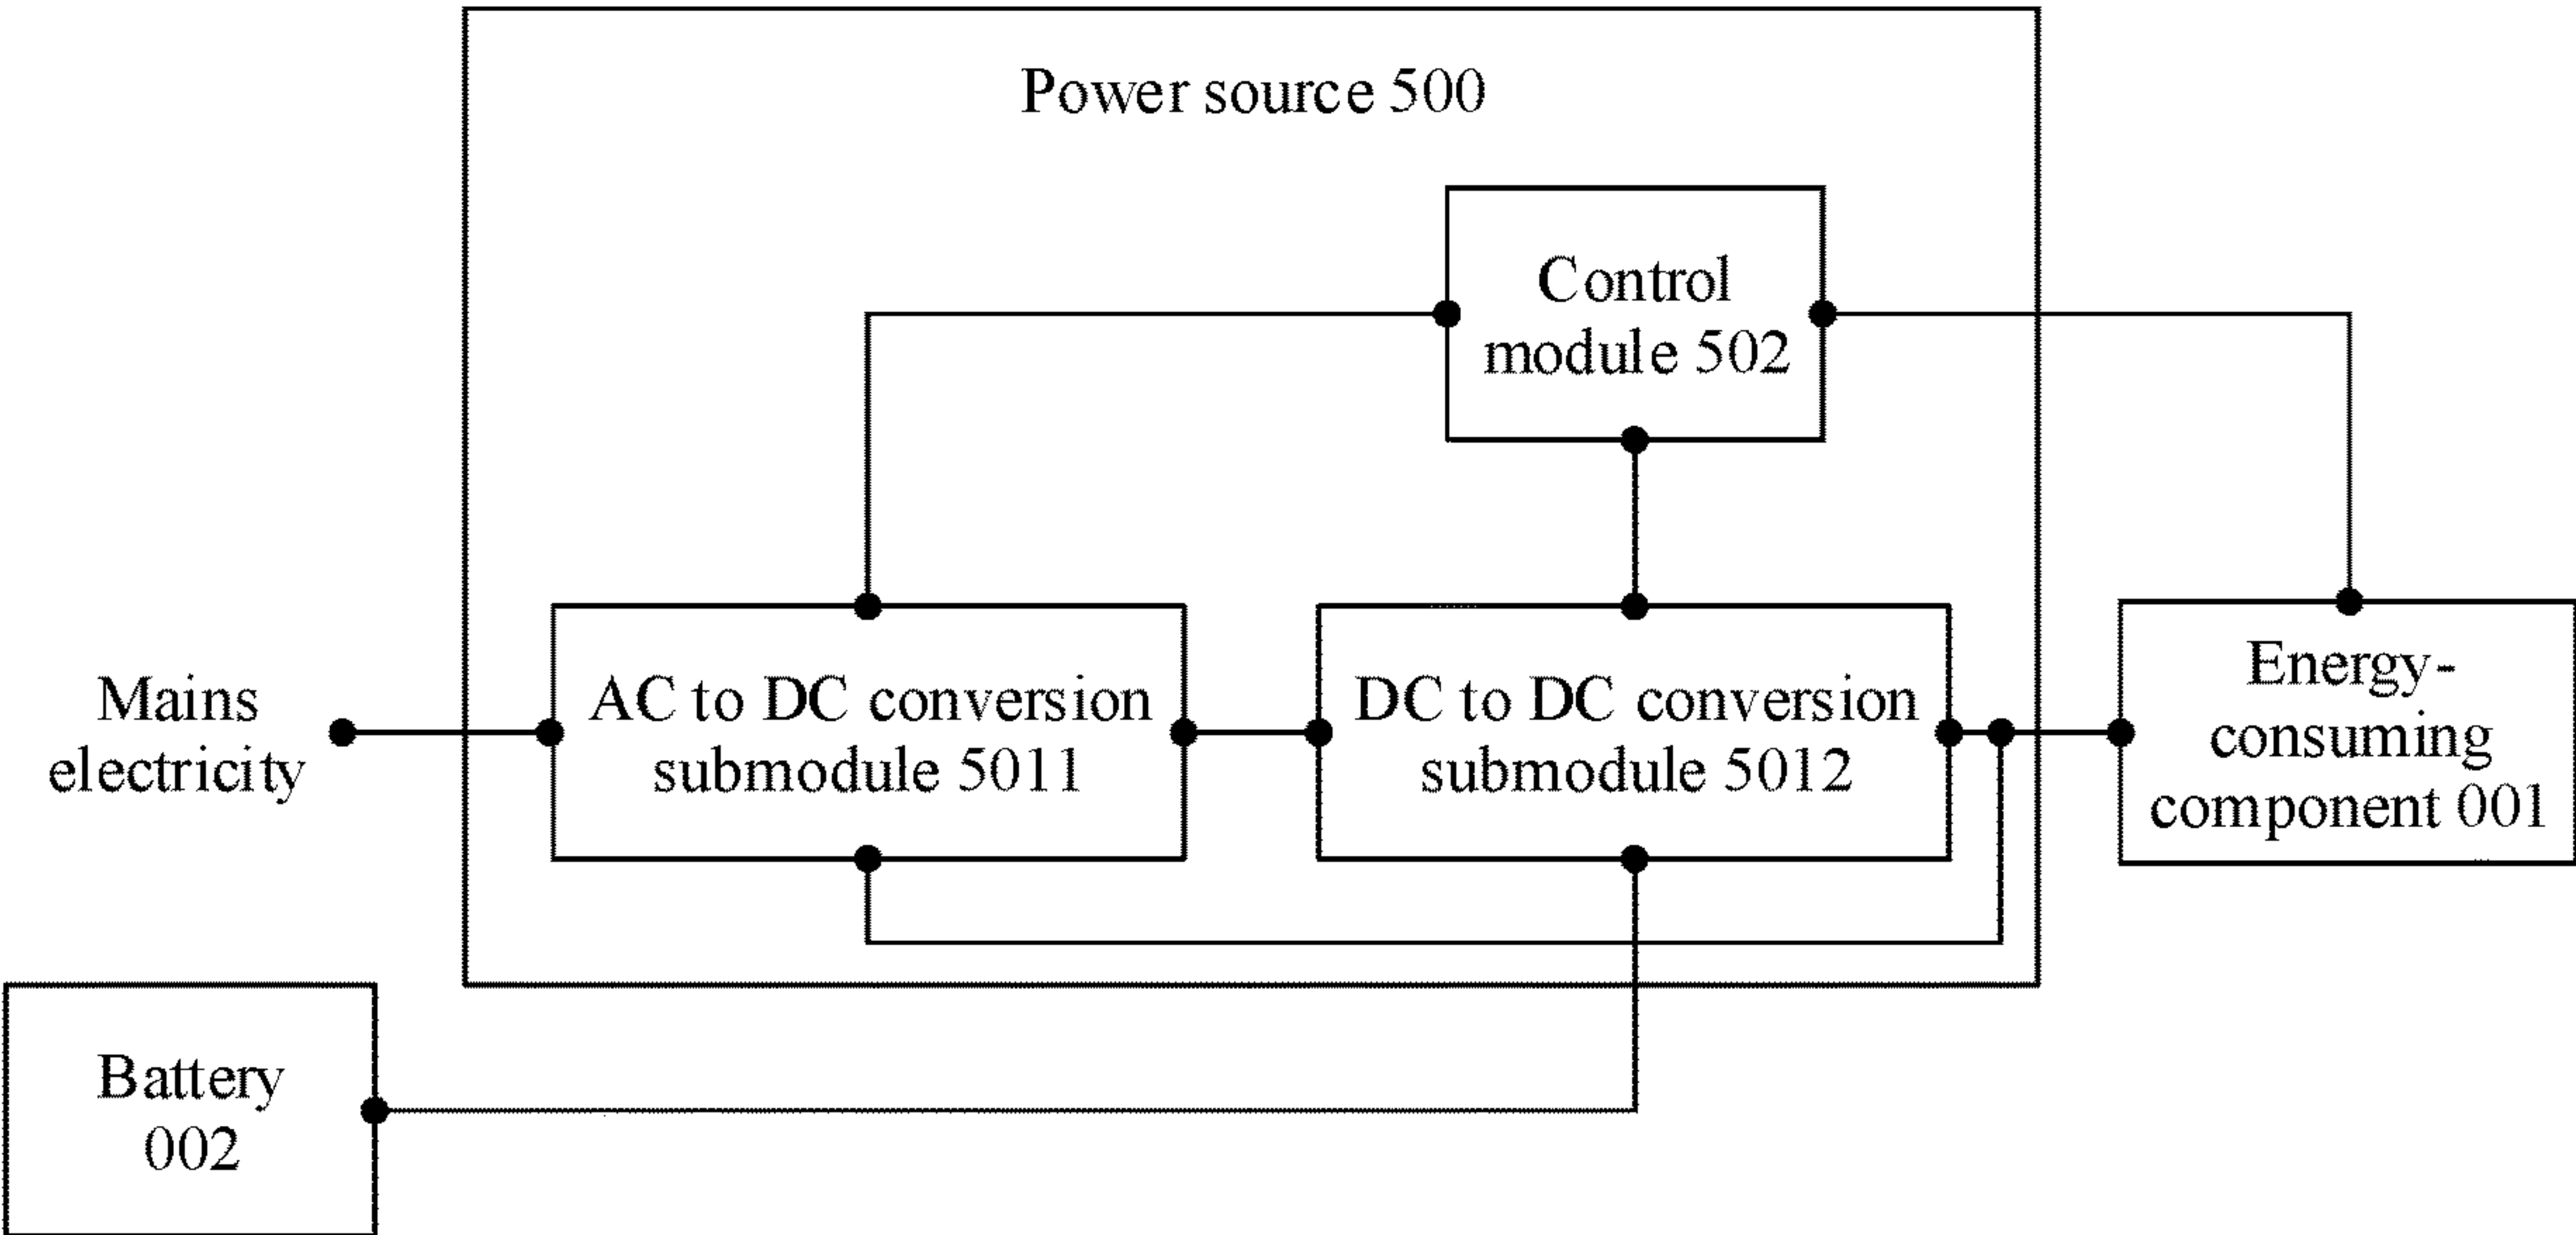 Power source 500
Control
module 502
Mains
electricity
AC to DC conversion
submodule 5011
DC to DC conversion
submodule 5012
Energy-
consuming
component 001
Battery
002